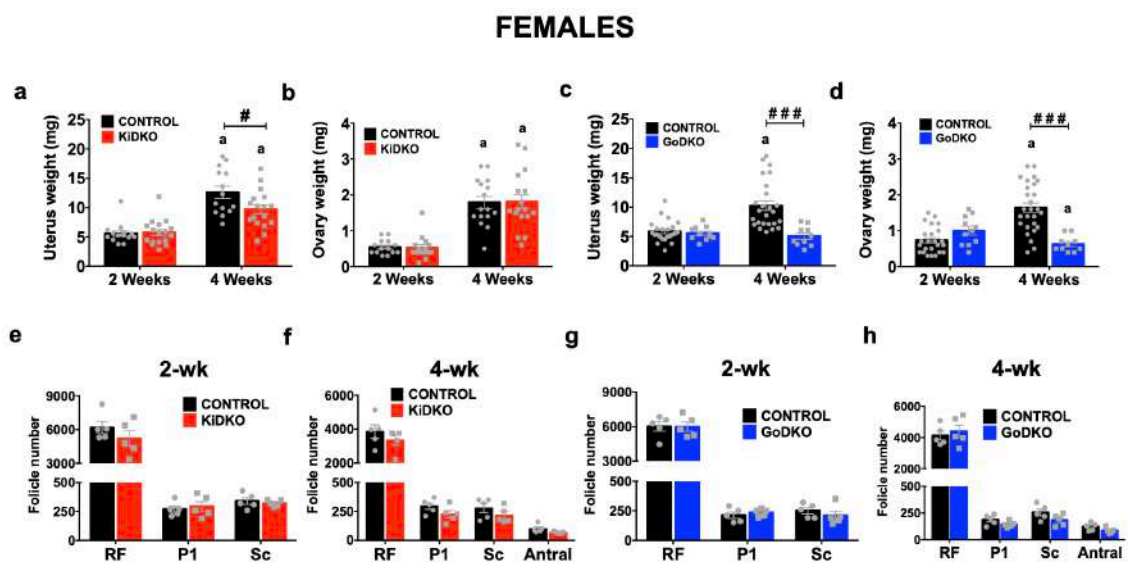 FEMALES
a
Uterus weight (mg)
25
20
15
10
5
0
CONTROL
KiDKO
#
a
a
2 Weeks
4 Weeks
b
Ovary weight (mg)
4
3
2
1
0
CONTROL
KiDKO
a
a
2 Weeks
4 Weeks
c
Uterus weight (mg)
25
20
15
10
5
0
CONTROL
GoDKO
###
a
2 Weeks
4 Weeks
d
Ovary weight (mg)
4
3
2
1
0
CONTROL
GoDKO
###
a
a
2 Weeks
4 Weeks
e
2-wk
Folicle number
9000
6000
3000
500
250
0
CONTROL
KiDKO
RF
P1
Sc
f
4-wk
Folicle number
6000
4000
2000
500
250
0
CONTROL
KiDKO
RF
P1
Sc
Antral
g
2-wk
Folicle number
9000
6000
3000
500
250
0
CONTROL
GoDKO
RF
P1
Sc
h
4-wk
Folicle number
6000
4000
2000
500
250
0
CONTROL
GoDKO
RF
P1
Sc
Antral